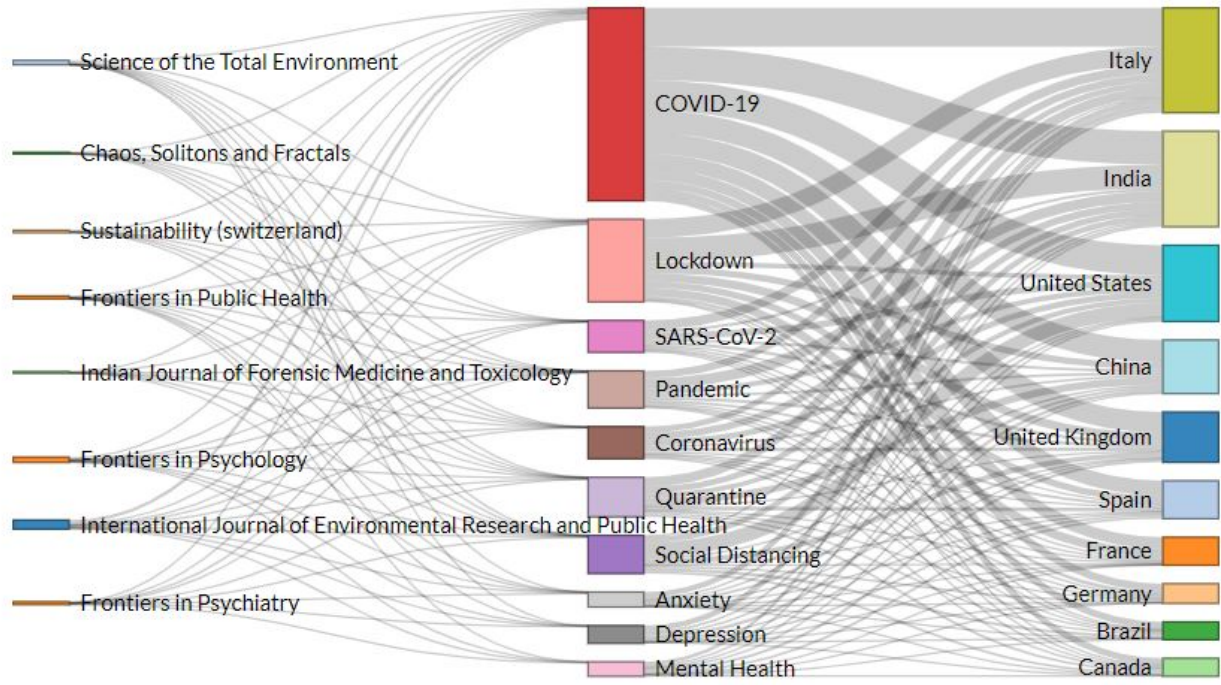 Science of the Total Environment
Chaos, Solitons and Fractals
Sustainability (switzerland)
Frontiers in Public Health
Indian Journal of Forensic Medicine and Toxicology
Frontiers in Psychology
International Journal of Environmental Research and Public Health
Frontiers in Psychiatry
COVID-19
Lockdown
SARS-CoV-2
Pandemic
Coronavirus
Quarantine
Social Distancing
Anxiety
Depression
Mental Health
Italy
India
United States
China
United Kingdom
Spain
France
Germany
Brazil
Canada